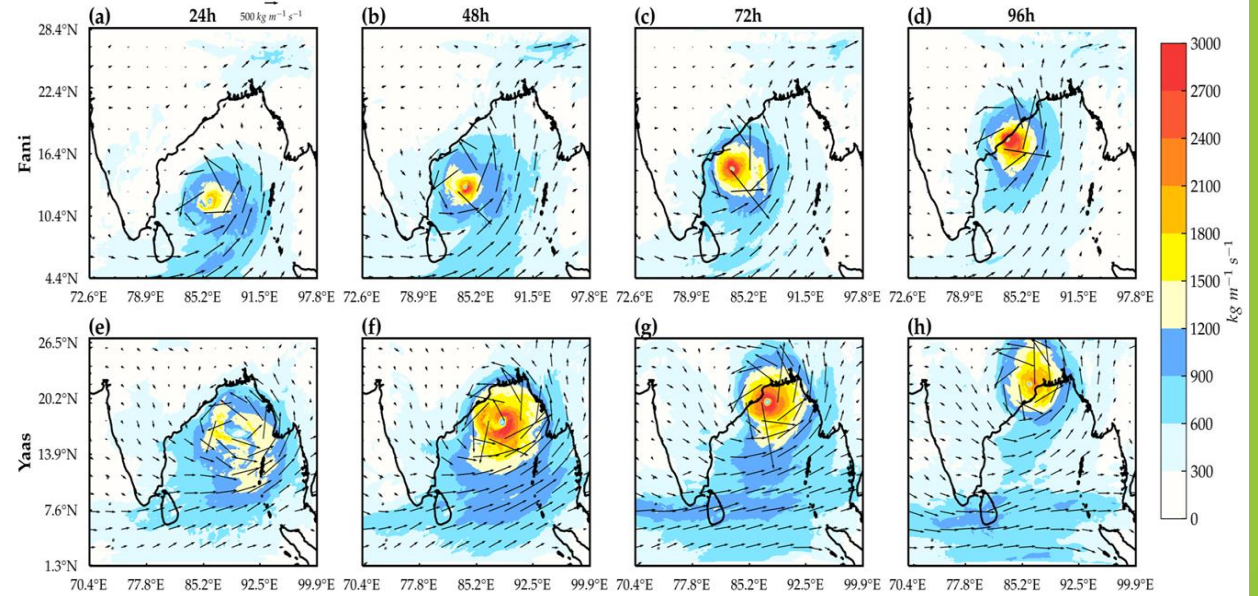 (a) 24h 500 kg m⁻¹ s⁻¹ (b) 48h (c) 72h (d) 96h
28.4°N
22.4°N
16.4°N
10.4°N
4.4°N
Fani
72.6°E 78.9°E 85.2°E 91.5°E 97.8°E 72.6°E 78.9°E 85.2°E 91.5°E 97.8°E 72.6°E 78.9°E 85.2°E 91.5°E 97.8°E 72.6°E 78.9°E 85.2°E 91.5°E 97.8°E
(e) (f) (g) (h)
26.5°N
20.2°N
13.9°N
7.6°N
1.3°N
Yaas
70.4°E 77.8°E 85.2°E 92.5°E 99.9°E 70.4°E 77.8°E 85.2°E 92.5°E 99.9°E 70.4°E 77.8°E 85.2°E 92.5°E 99.9°E 70.4°E 77.8°E 85.2°E 92.5°E 99.9°E
3000
2700
2400
2100
1800
1500
1200
900
600
300
0
kg m⁻¹ s⁻¹